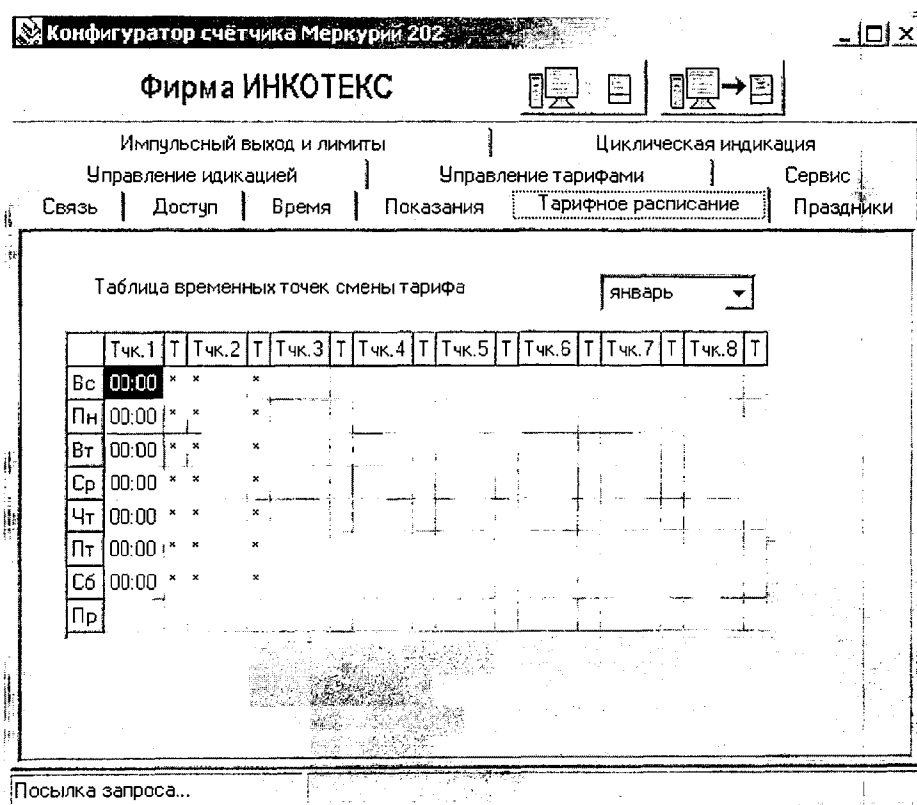 Конфигуратор счётчика Меркурий 202
Фирма ИНКОТЕКС
Импульсный выход и лимиты Циклическая индикация
Управление идикацией Управление тарифами Сервис
Связь Доступ Время Показания Тарифное расписание Праздники
Таблица временных точек смены тарифа январь
Тчк.1 Т Тчк.2 Т Тчк.3 Т Тчк.4 Т Тчк.5 Т Тчк.6 Т Тчк.7 Т Тчк.8 Т
Вс 00:00 * * *
Пн 00:00 * * *
Вт 00:00 * * *
Ср 00:00 * * *
Чт 00:00 * * *
Пт 00:00 * * *
Сб 00:00 * * *
Пр
Посылка запроса...